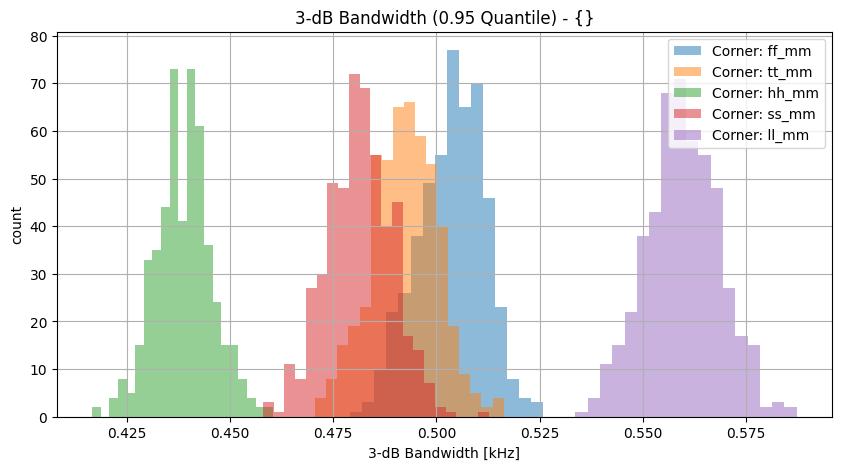 3-dB Bandwidth (0.95 Quantile) - {}
80
70
60
50
40
30
20
10
0
count
Corner: ff_mm
Corner: tt_mm
Corner: hh_mm
Corner: ss_mm
Corner: ll_mm
0.425
0.450
0.475
0.500
0.525
0.550
0.575
3-dB Bandwidth [kHz]